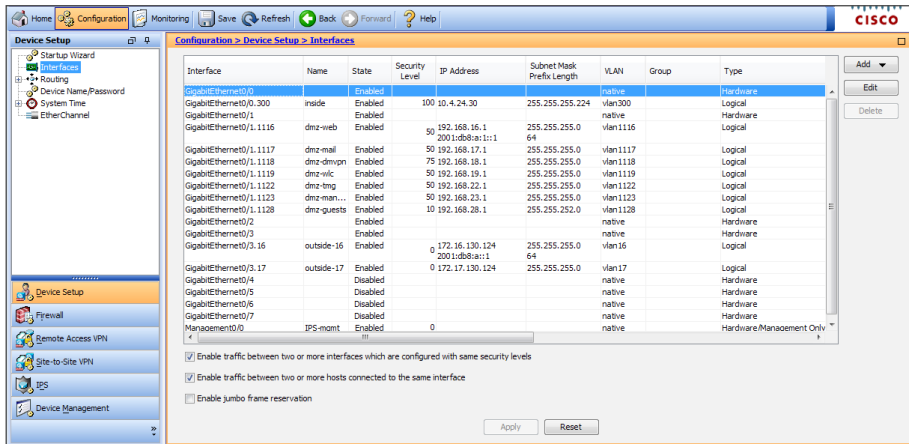 Home Configuration Monitoring Save Refresh Back Forward Help
CISCO
Device Setup
Configuration > Device Setup > Interfaces
Startup Wizard
Interfaces
Routing
Device Name/Password
System Time
EtherChannel
Interface Name State Security Level IP Address Subnet Mask Prefix Length VLAN Group Type
GigabitEthernet0/0 Enabled native Hardware
GigabitEthernet0/0.300 inside Enabled 100 10.4.24.30 255.255.255.224 vlan300 Logical
GigabitEthernet0/1 Enabled native Hardware
GigabitEthernet0/1.1116 dmz-web Enabled 50 192.168.16.1 255.255.255.0 vlan1116 Logical
2001:db8:a:1::1 64
GigabitEthernet0/1.1117 dmz-mail Enabled 50 192.168.17.1 255.255.255.0 vlan1117 Logical
GigabitEthernet0/1.1118 dmz-dmvpn Enabled 75 192.168.18.1 255.255.255.0 vlan1118 Logical
GigabitEthernet0/1.1119 dmz-wlc Enabled 50 192.168.19.1 255.255.255.0 vlan1119 Logical
GigabitEthernet0/1.1122 dmz-tmg Enabled 50 192.168.22.1 255.255.255.0 vlan1122 Logical
GigabitEthernet0/1.1123 dmz-man... Enabled 50 192.168.23.1 255.255.255.0 vlan1123 Logical
GigabitEthernet0/1.1128 dmz-guests Enabled 10 192.168.28.1 255.255.252.0 vlan1128 Logical
GigabitEthernet0/2 Enabled native Hardware
GigabitEthernet0/3 Enabled native Hardware
GigabitEthernet0/3.16 outside-16 Enabled 0 172.16.130.124 255.255.255.0 vlan16 Logical
2001:db8:a::1 64
GigabitEthernet0/3.17 outside-17 Enabled 0 172.17.130.124 255.255.255.0 vlan17 Logical
GigabitEthernet0/4 Disabled native Hardware
GigabitEthernet0/5 Disabled native Hardware
GigabitEthernet0/6 Disabled native Hardware
GigabitEthernet0/7 Disabled native Hardware
Management0/0 IPS-mgmt Enabled 0 native Hardware/Management Only
Add
Edit
Delete
Device Setup
Firewall
Remote Access VPN
Site-to-Site VPN
IPS
Device Management
Enable traffic between two or more interfaces which are configured with same security levels
Enable traffic between two or more hosts connected to the same interface
Enable jumbo frame reservation
Apply Reset